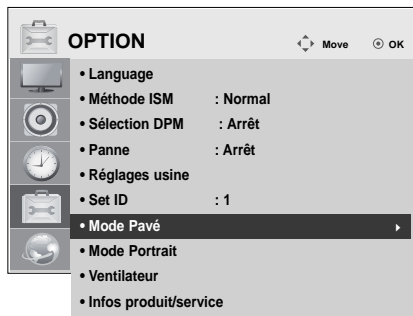 OPTION
Move
OK
• Language
• Méthode ISM : Normal
• Sélection DPM : Arrêt
• Panne : Arrêt
• Réglages usine
• Set ID : 1
• Mode Pavé
• Mode Portrait
• Ventilateur
• Infos produit/service